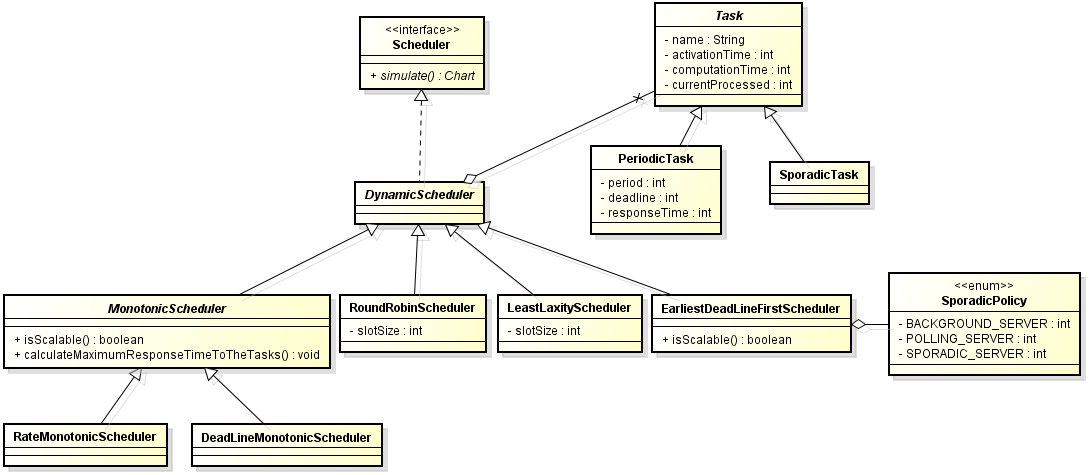 <<interface>>
Scheduler
+ simulate() : Chart
Task
- name : String
- activationTime : int
- computationTime : int
- currentProcessed : int
PeriodicTask
- period : int
- deadline : int
- responseTime : int
SporadicTask
DynamicScheduler
MonotonicScheduler
+ isScalable() : boolean
+ calculateMaximumResponseTimeToTheTasks() : void
RoundRobinScheduler
- slotSize : int
LeastLaxityScheduler
- slotSize : int
EarliestDeadLineFirstScheduler
+ isScalable() : boolean
<<enum>>
SporadicPolicy
- BACKGROUND_SERVER : int
- POLLING_SERVER : int
- SPORADIC_SERVER : int
RateMonotonicScheduler
DeadLineMonotonicScheduler